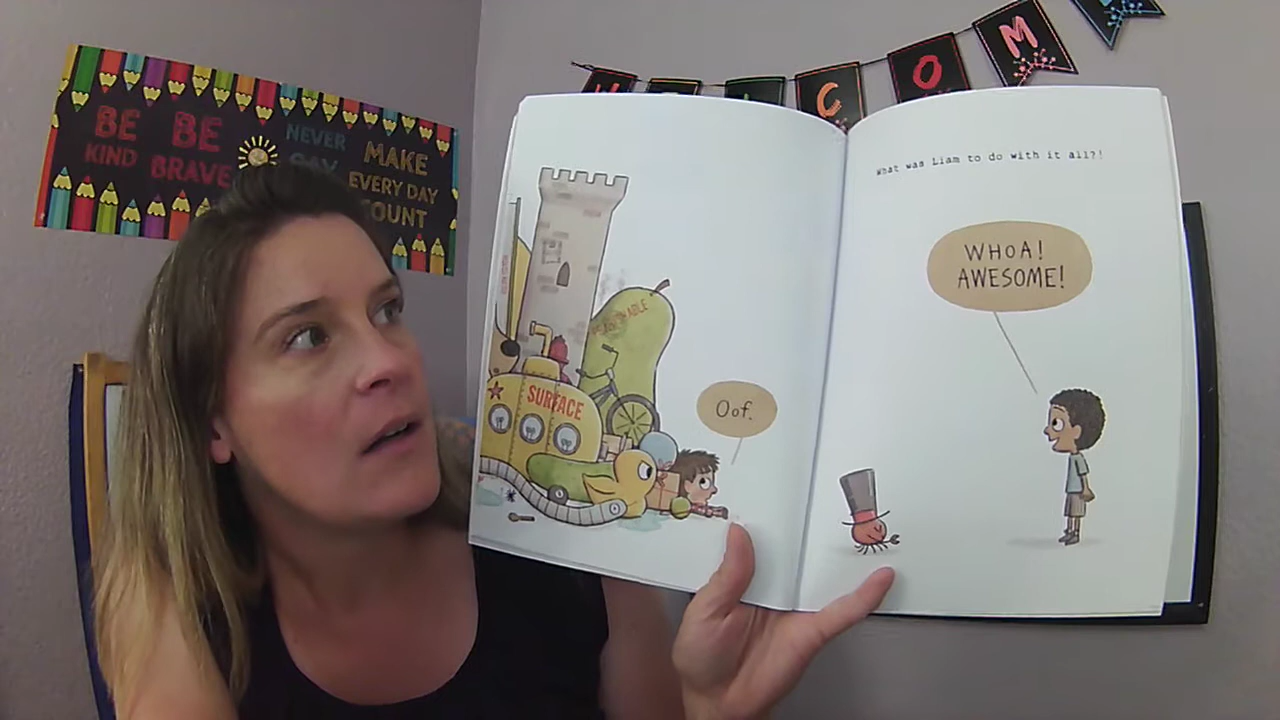 BE
KIND
BE
BRAVE
NEVER
MAKE
EVERY DAY
COUNT
COM
What was Liam to do with it all?!
WHOA!
AWESOME!
Oof.
SURFACE